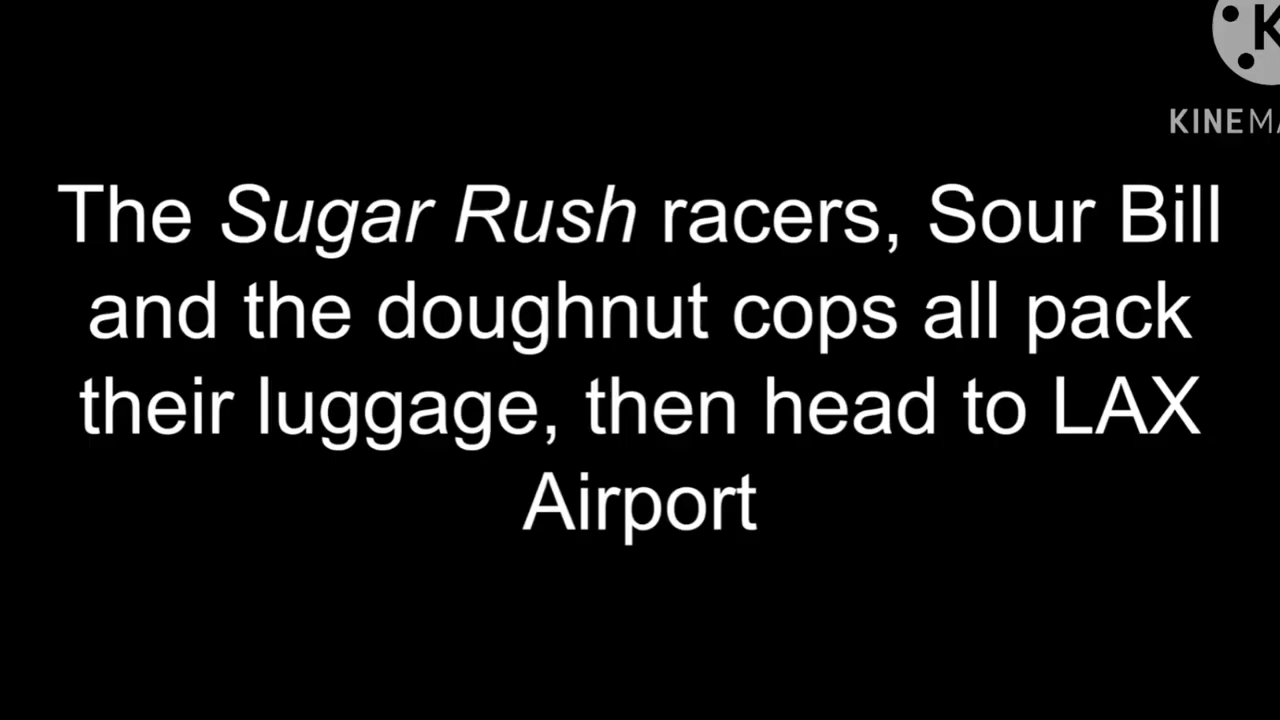 K
KINEMA
The Sugar Rush racers, Sour Bill
and the doughnut cops all pack
their luggage, then head to LAX
Airport